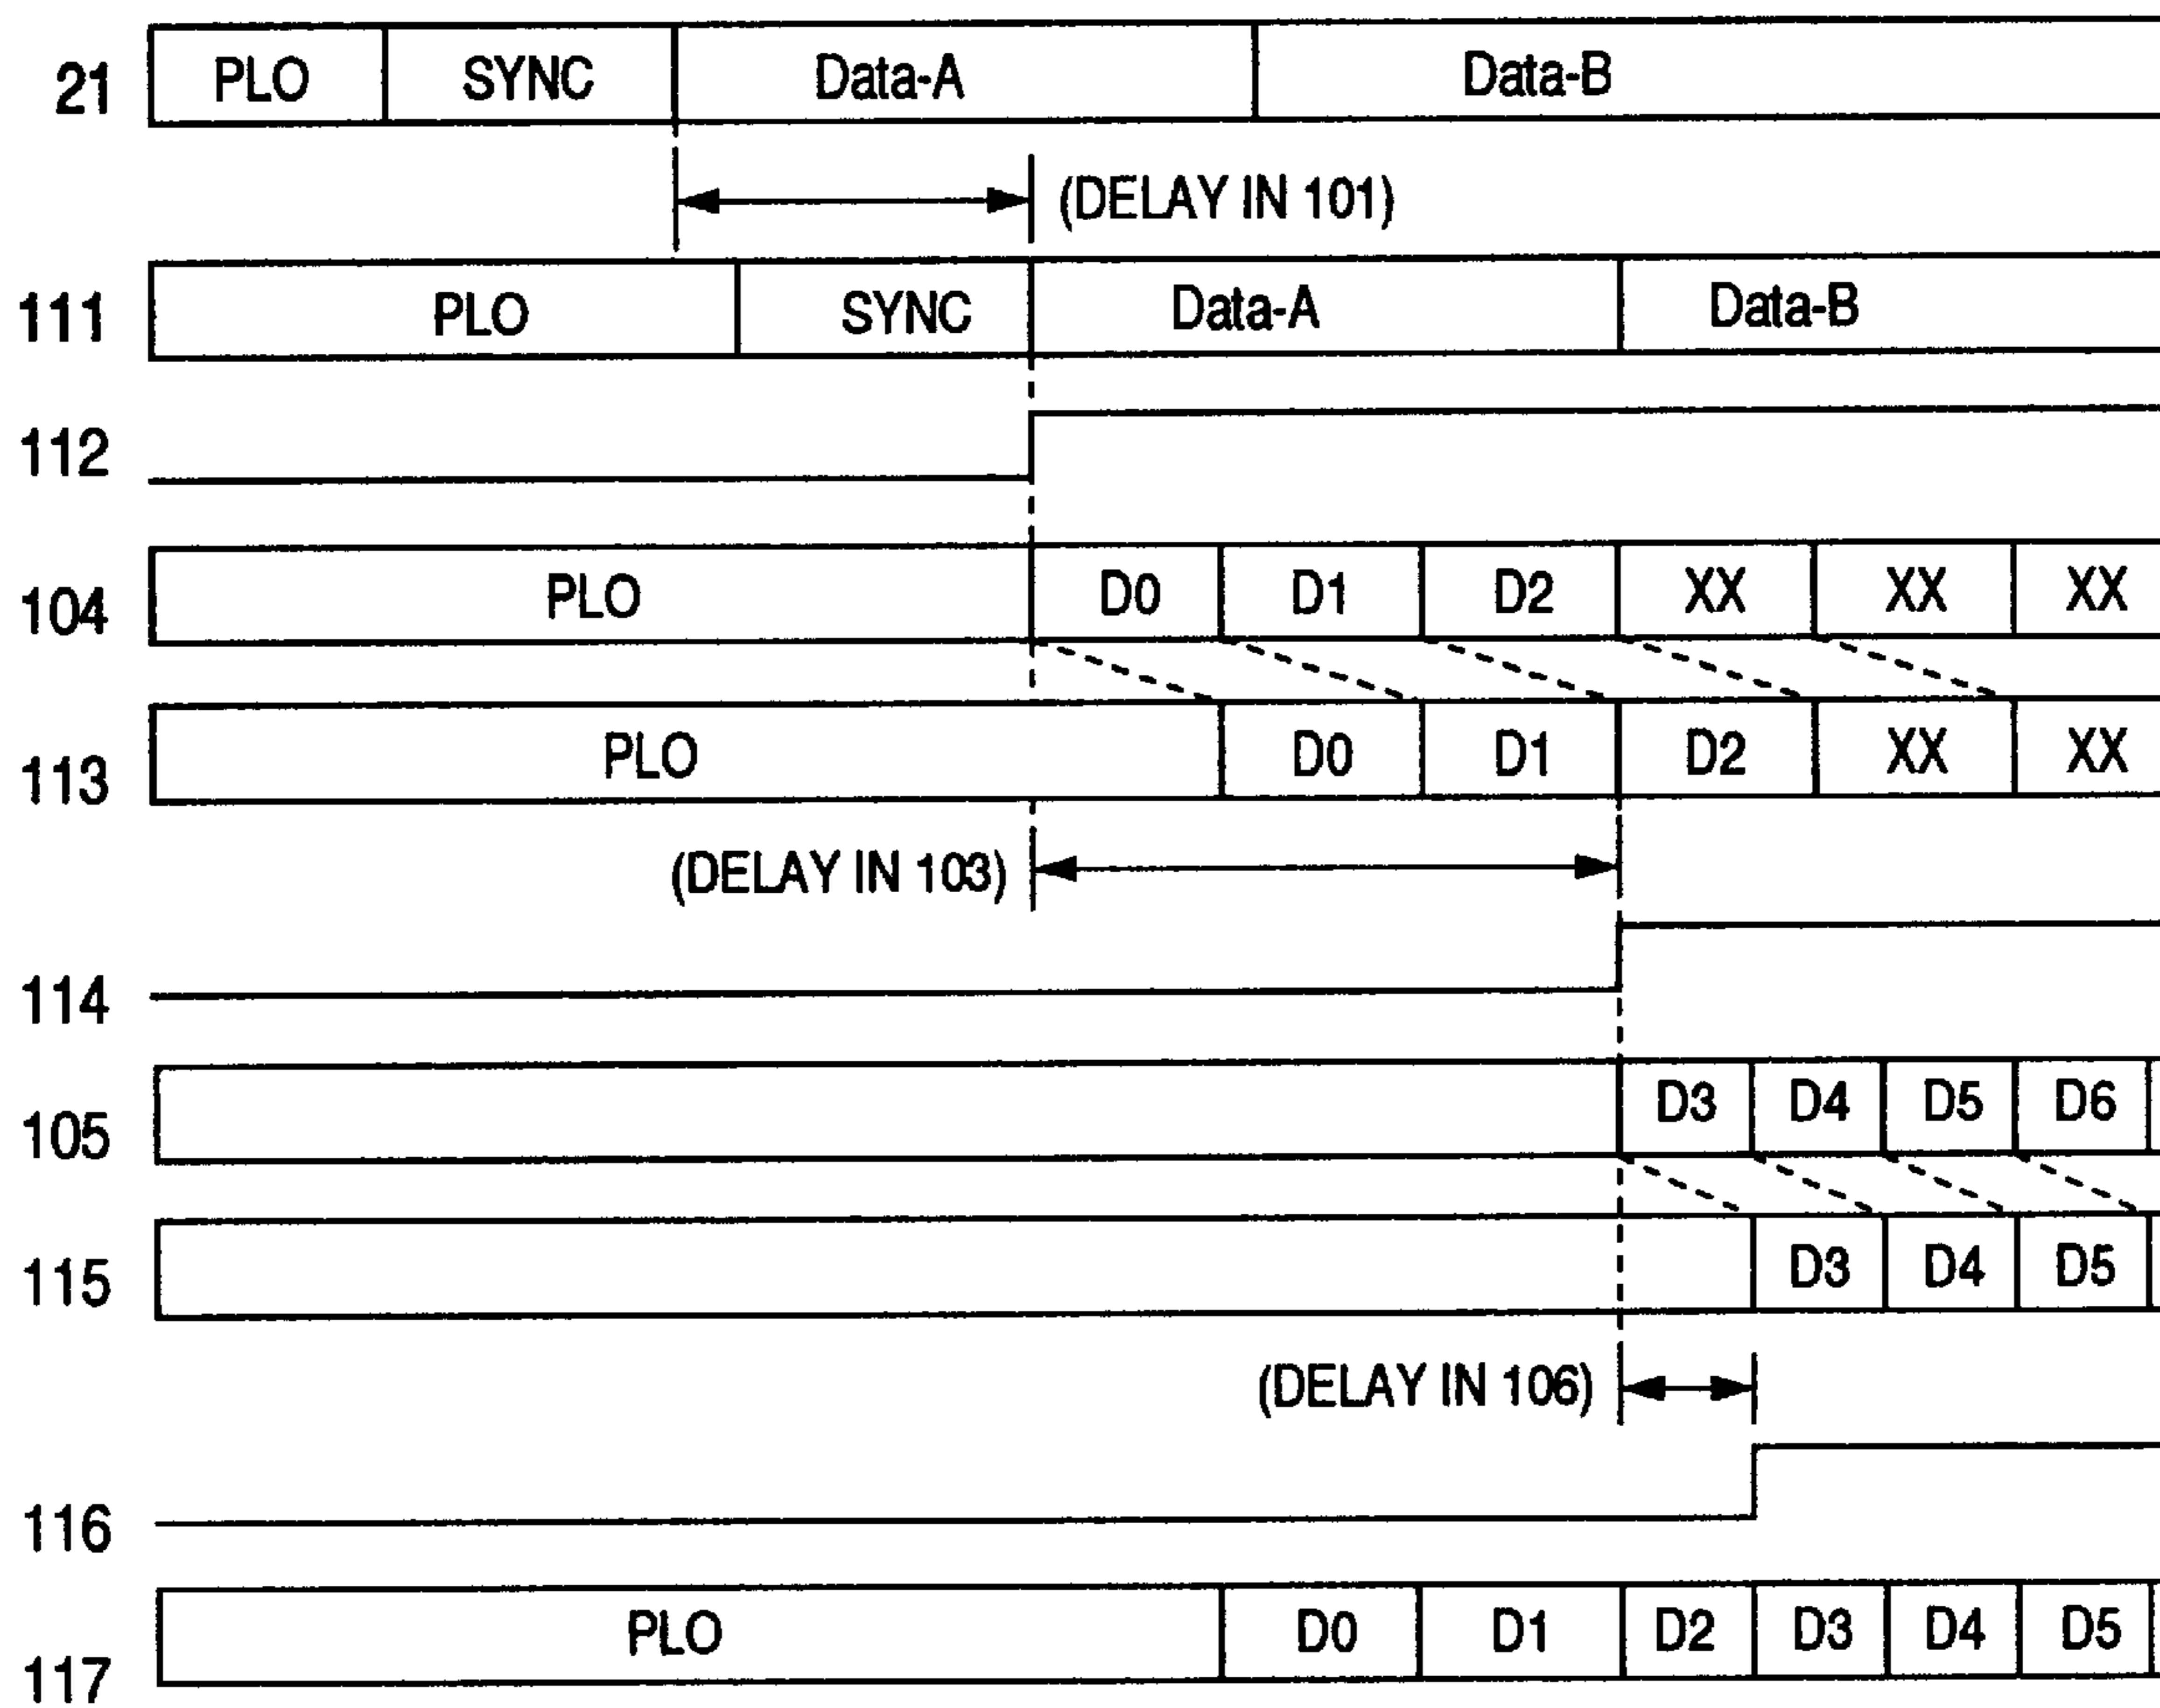 21 PLO SYNC Data-A Data-B
(DELAY IN 101)
111 PLO SYNC Data-A Data-B
112
104 PLO D0 D1 D2 XX XX XX
113 PLO D0 D1 D2 XX XX
(DELAY IN 103)
114
105 D3 D4 D5 D6
115 D3 D4 D5
(DELAY IN 106)
116
117 PLO D0 D1 D2 D3 D4 D5